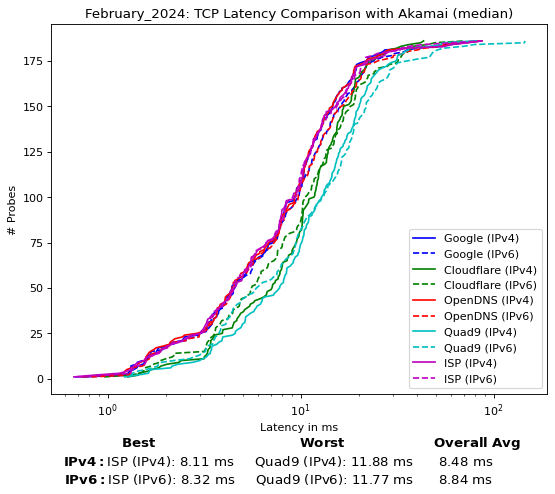 February_2024: TCP Latency Comparison with Akamai (median)
# Probes
175
150
125
100
75
50
25
0
Google (IPv4)
Google (IPv6)
Cloudflare (IPv4)
Cloudflare (IPv6)
OpenDNS (IPv4)
OpenDNS (IPv6)
Quad9 (IPv4)
Quad9 (IPv6)
ISP (IPv4)
ISP (IPv6)
10⁰ 10¹ 10²
Latency in ms
Best Worst Overall Avg
IPv4: ISP (IPv4): 8.11 ms Quad9 (IPv4): 11.88 ms 8.48 ms
IPv6: ISP (IPv6): 8.32 ms Quad9 (IPv6): 11.77 ms 8.84 ms